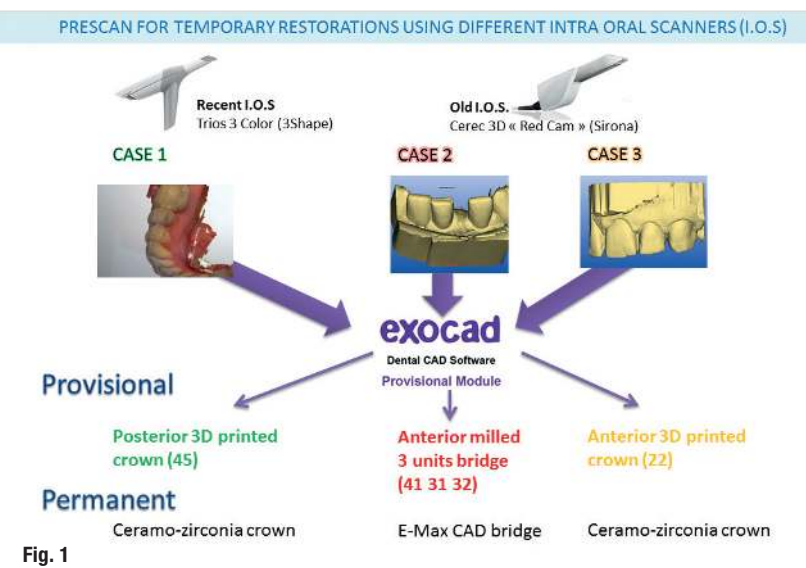 PRESCAN FOR TEMPORARY RESTORATIONS USING DIFFERENT INTRA ORAL SCANNERS (I.O.S)
Recent I.O.S
Trios 3 Color (3Shape)
Old I.O.S.
Cerec 3D « Red Cam » (Sirona)
CASE 1
CASE 2
CASE 3
exocad
Dental CAD Software
Provisional Module
Provisional
Posterior 3D printed
crown (45)
Anterior milled
3 units bridge
(41 31 32)
Anterior 3D printed
crown (22)
Permanent
Ceramo-zirconia crown
E-Max CAD bridge
Ceramo-zirconia crown
Fig. 1